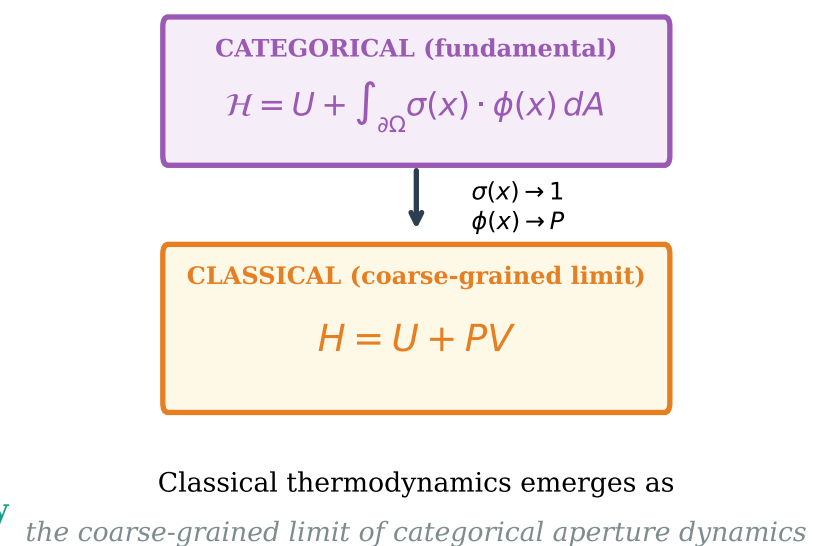 CATEGORICAL (fundamental)
ℋ = U + ∫_{∂Ω} σ(x) · ϕ(x) dA
σ(x) → 1
ϕ(x) → P
CLASSICAL (coarse-grained limit)
H = U + PV
Classical thermodynamics emerges as
the coarse-grained limit of categorical aperture dynamics